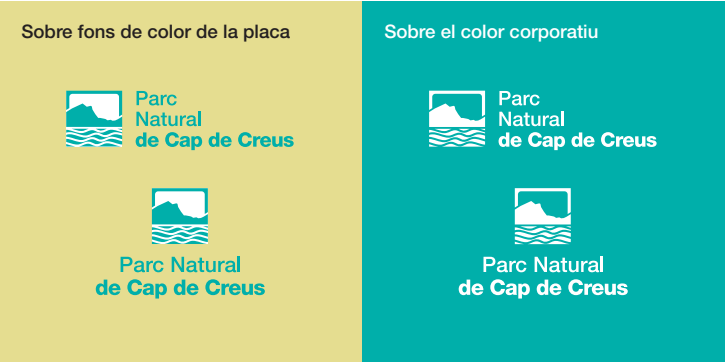 Sobre fons de color de la placa
Parc
Natural
de Cap de Creus
Parc Natural
de Cap de Creus
Sobre el color corporatiu
Parc
Natural
de Cap de Creus
Parc Natural
de Cap de Creus